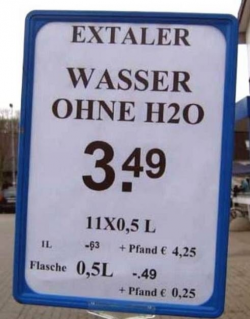 EXTALER
WASSER
OHNE H2O
3.49
11X0,5 L
1L -,63 + Pfand € 4,25
Flasche 0,5L -.49
+ Pfand € 0,25